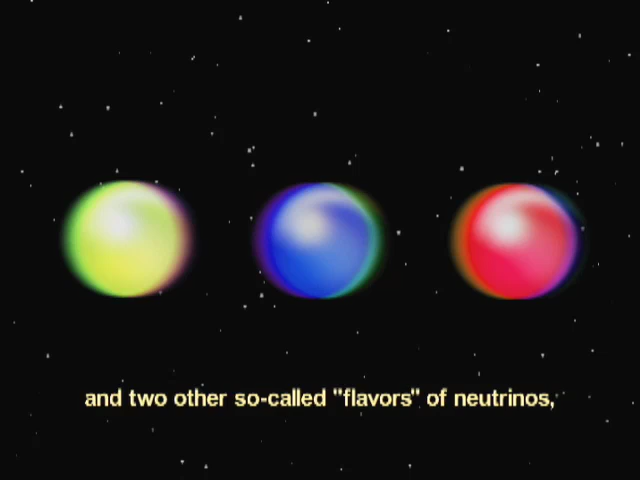 and two other so-called "flavors" of neutrinos,